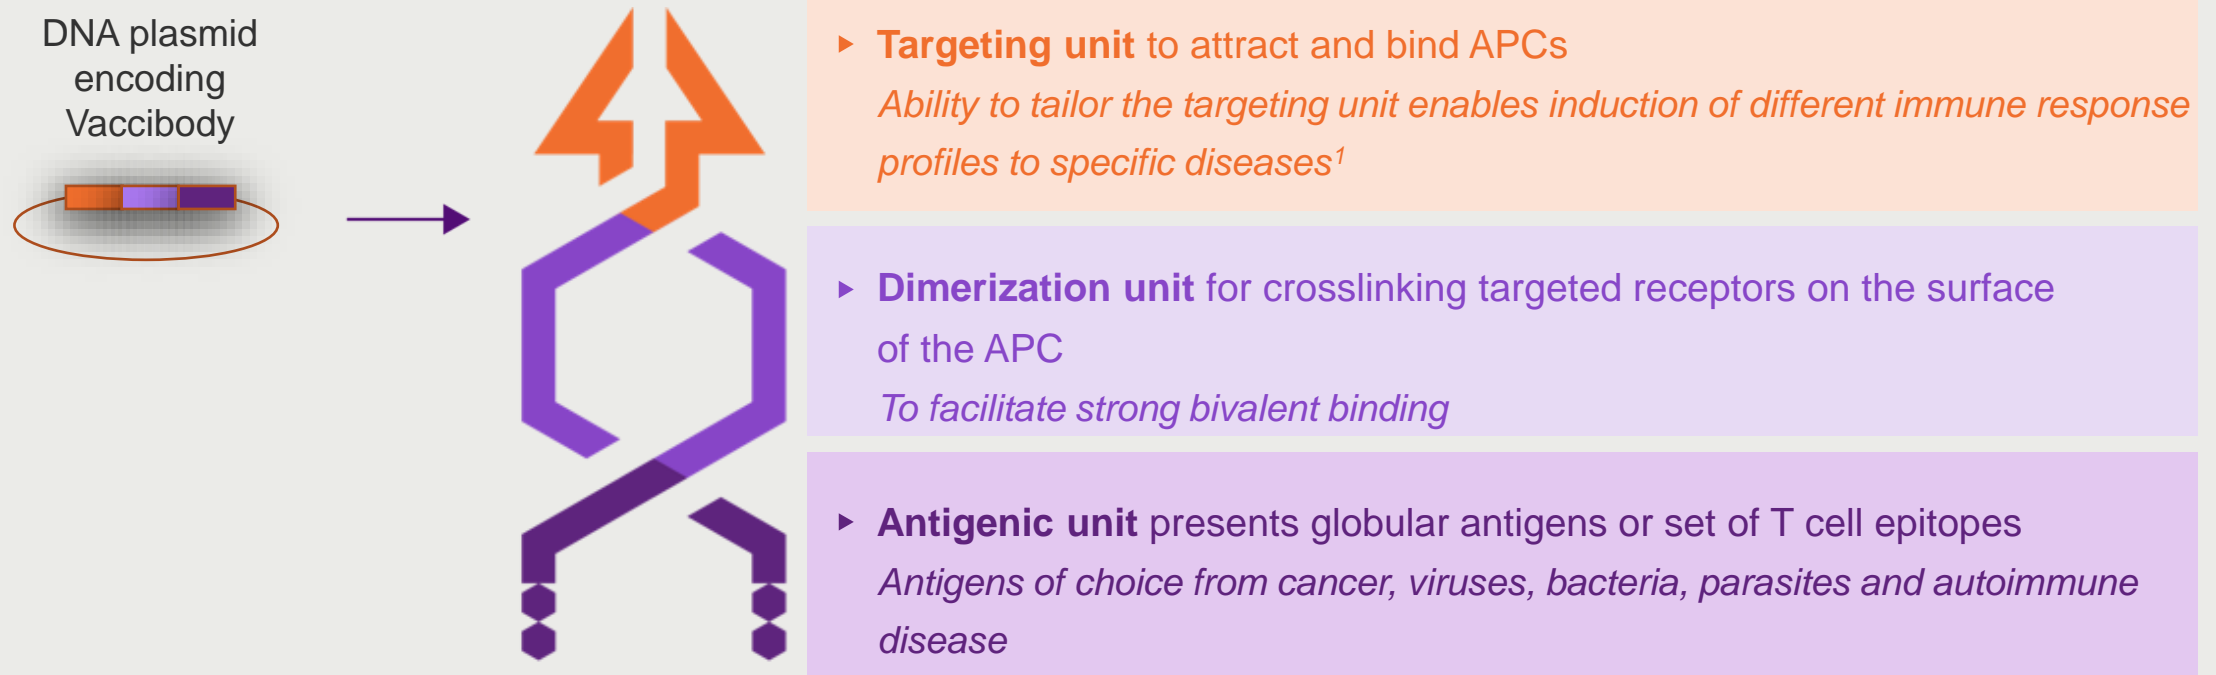 DNA plasmid
encoding
Vaccibody
▸ Targeting unit to attract and bind APCs
Ability to tailor the targeting unit enables induction of different immune response
profiles to specific diseases¹
▸ Dimerization unit for crosslinking targeted receptors on the surface
of the APC
To facilitate strong bivalent binding
▸ Antigenic unit presents globular antigens or set of T cell epitopes
Antigens of choice from cancer, viruses, bacteria, parasites and autoimmune
disease